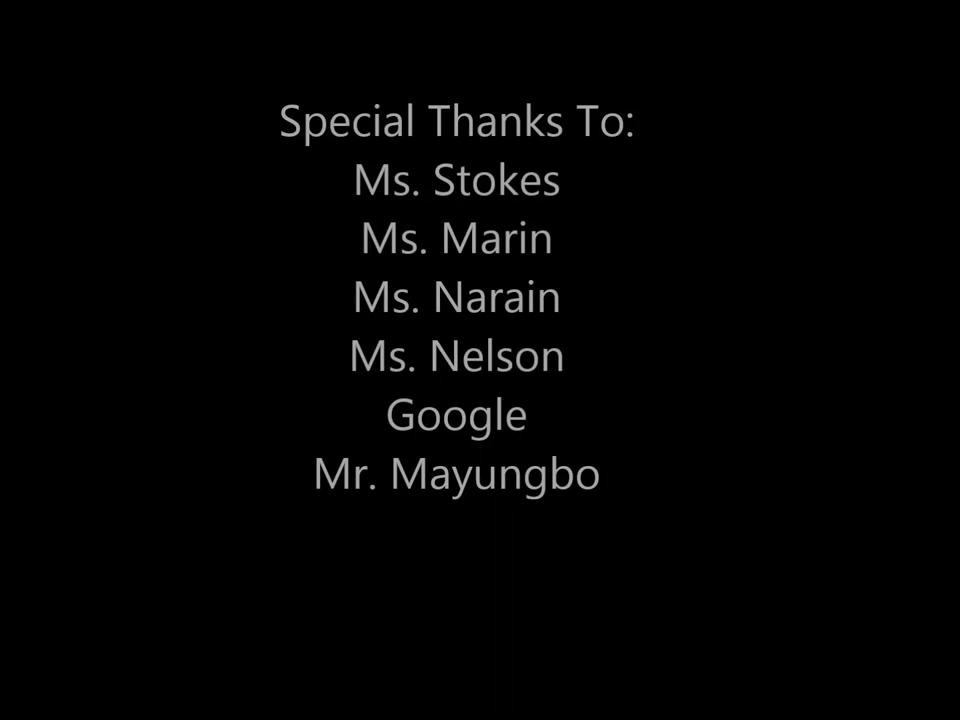 Special Thanks To:
Ms. Stokes
Ms. Marin
Ms. Narain
Ms. Nelson
Google
Mr. Mayungbo